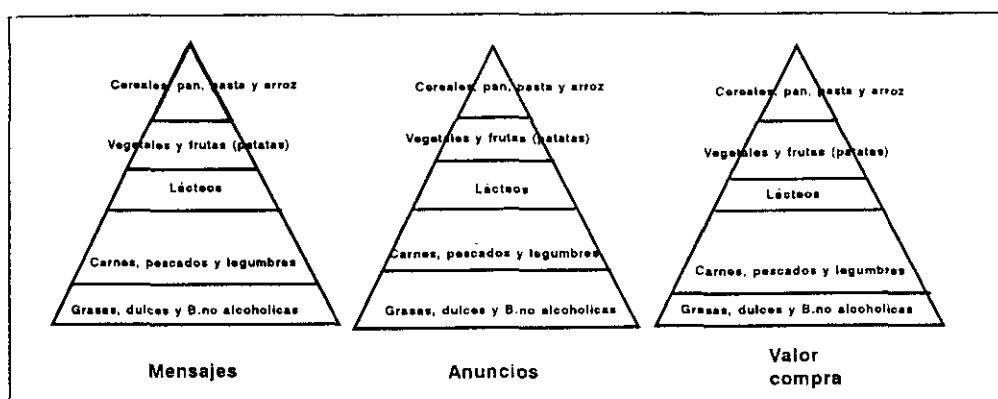 Cereales, pan, pasta y arroz
Vegetales y frutas (patatas)
Lácteos
Carnes, pescados y legumbres
Grasas, dulces y B.no alcoholicas
Mensajes
Cereales, pan, pasta y arroz
Vegetales y frutas (patatas)
Lácteos
Carnes, pescados y legumbres
Grasas, dulces y B.no alcoholicas
Anuncios
Cereales, pan, pasta y arroz
Vegetales y frutas (patatas)
Lácteos
Carnes, pescados y legumbres
Grasas, dulces y B.no alcoholicas
Valor
compra